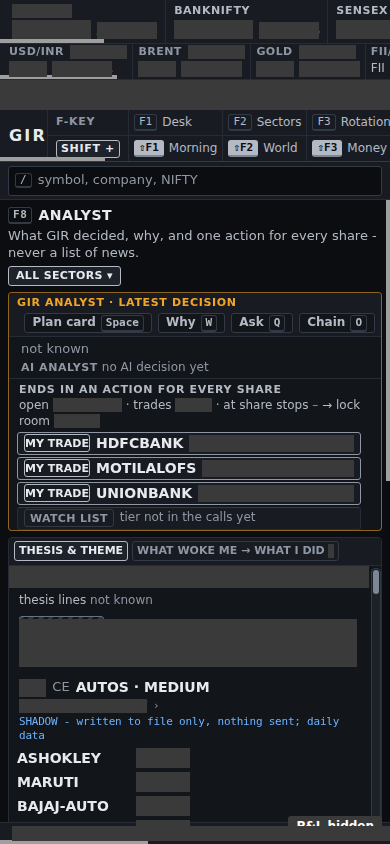 BANKNIFTY
SENSEX
USD/INR BRENT GOLD FII/
FII
GIR
F-KEY F1 Desk F2 Sectors F3 Rotation
SHIFT + ⇧F1 Morning ⇧F2 World ⇧F3 Money
/ symbol, company, NIFTY
F8 ANALYST
What GIR decided, why, and one action for every share -
never a list of news.
ALL SECTORS ▾
GIR ANALYST · LATEST DECISION
Plan card Space Why W Ask Q Chain O
not known
AI ANALYST no AI decision yet
ENDS IN AN ACTION FOR EVERY SHARE
open · trades · at share stops – → lock
room
MY TRADE HDFCBANK
MY TRADE MOTILALOFS
MY TRADE UNIONBANK
WATCH LIST tier not in the calls yet
THESIS & THEME WHAT WOKE ME → WHAT I DID
thesis lines not known
CE AUTOS · MEDIUM
›
SHADOW - written to file only, nothing sent; daily
data
ASHOKLEY
MARUTI
BAJAJ-AUTO
P&L hidden